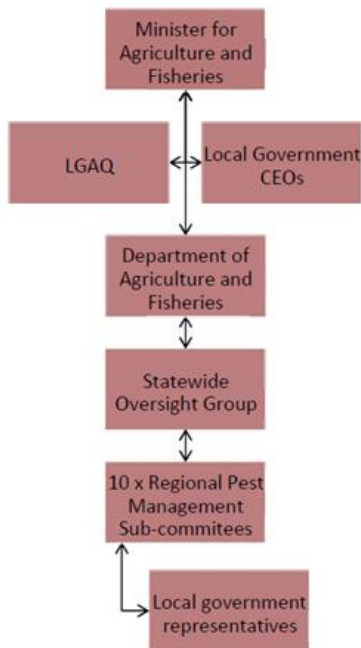 Minister for
Agriculture and
Fisheries
LGAQ
Local Government
CEOs
Department of
Agriculture and
Fisheries
Statewide
Oversight Group
10 x Regional Pest
Management
Sub-commitees
Local government
representatives